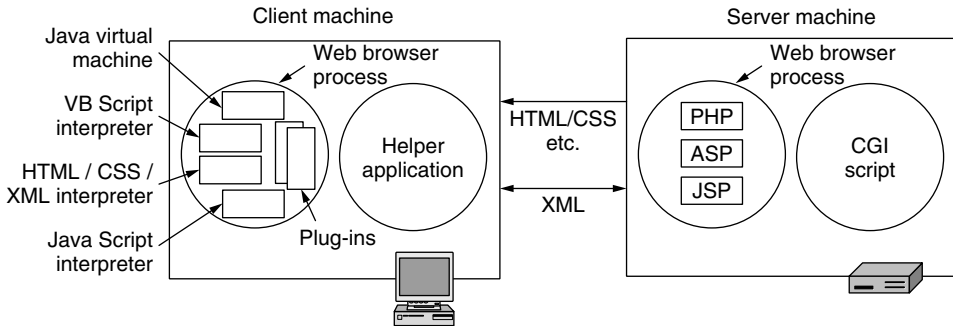 Client machine
Server machine
Java virtual
machine
Web browser
process
Web browser
process
VB Script
interpreter
HTML / CSS /
XML interpreter
Java Script
interpreter
Plug-ins
Helper
application
HTML/CSS
etc.
XML
PHP
ASP
JSP
CGI
script